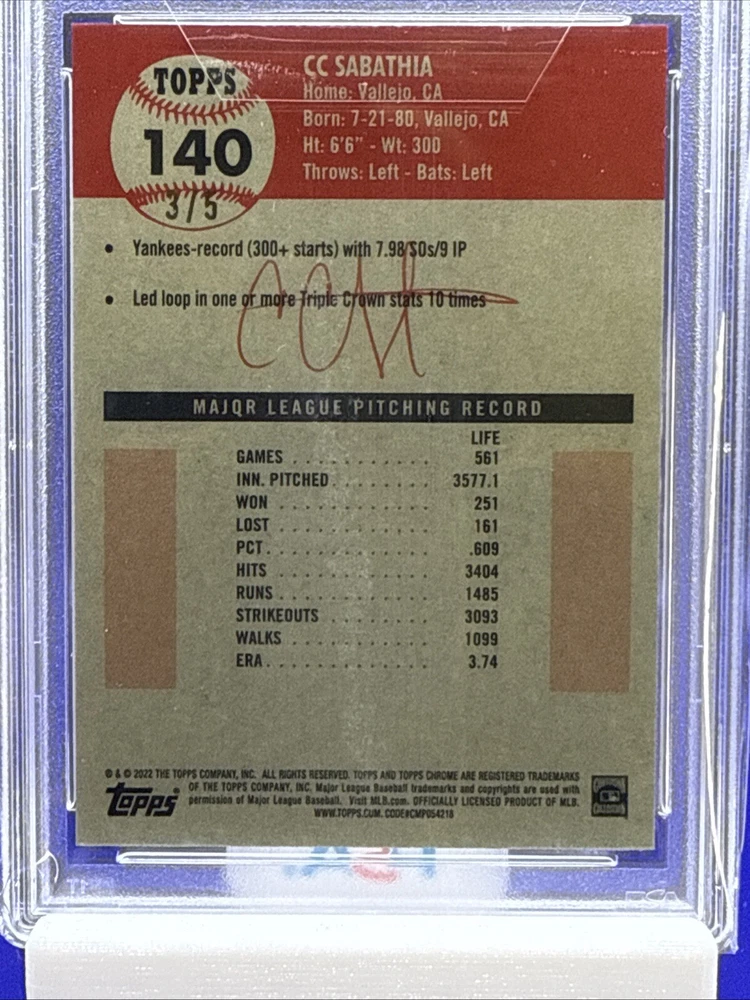 TOPPS
140
3/5
CC SABATHIA
Home: Vallejo, CA
Born: 7-21-80, Vallejo, CA
Ht: 6'6" - Wt: 300
Throws: Left - Bats: Left
• Yankees-record (300+ starts) with 7.98 SOs/9 IP
• Led loop in one or more Triple Crown stats 10 times
MAJOR LEAGUE PITCHING RECORD
LIFE
GAMES . . . . . . . . . . . . 561
INN. PITCHED . . . . . . . . 3577.1
WON . . . . . . . . . . . . 251
LOST . . . . . . . . . . . . 161
PCT . . . . . . . . . . . . .609
HITS . . . . . . . . . . . . 3404
RUNS . . . . . . . . . . . . 1485
STRIKEOUTS . . . . . . . . 3093
WALKS . . . . . . . . . . . 1099
ERA . . . . . . . . . . . . 3.74
® & © 2022 THE TOPPS COMPANY, INC. ALL RIGHTS RESERVED. TOPPS AND TOPPS CHROME ARE REGISTERED TRADEMARKS
OF THE TOPPS COMPANY, INC. Major League Baseball trademarks and copyrights are used with
permission of Major League Baseball. Visit MLB.com. OFFICIALLY LICENSED PRODUCT OF MLB.
WWW.TOPPS.COM. CODE#CMP054218
Topps
PSA